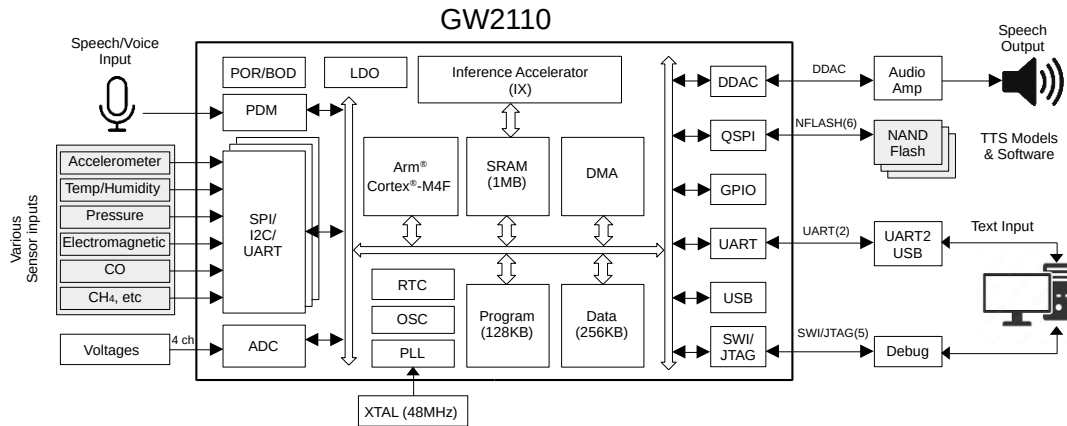 GW2110
Speech/Voice
Input
POR/BOD
LDO
Inference Accelerator
(IX)
PDM
Accelerometer
Temp/Humidity
Pressure
Electromagnetic
CO
CH4, etc
Various
Sensor inputs
Voltages
4 ch
SPI/
I2C/
UART
ADC
Arm®
Cortex®-M4F
SRAM
(1MB)
DMA
RTC
OSC
PLL
Program
(128KB)
Data
(256KB)
XTAL (48MHz)
DDAC
QSPI
GPIO
UART
USB
SWI/
JTAG
DDAC
NFLASH(6)
UART(2)
SWI/JTAG(5)
Audio
Amp
NAND
Flash
UART2
USB
Debug
Speech
Output
TTS Models
& Software
Text Input